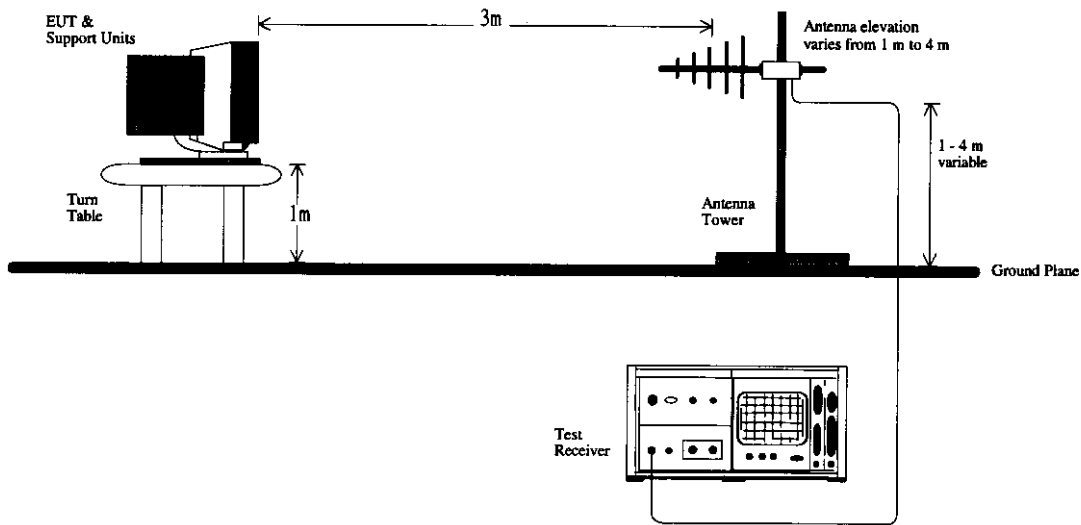 EUT &
Support Units
3m
Antenna elevation
varies from 1 m to 4 m
1 - 4 m
variable
Turn
Table
1m
Antenna
Tower
Ground Plane
Test
Receiver